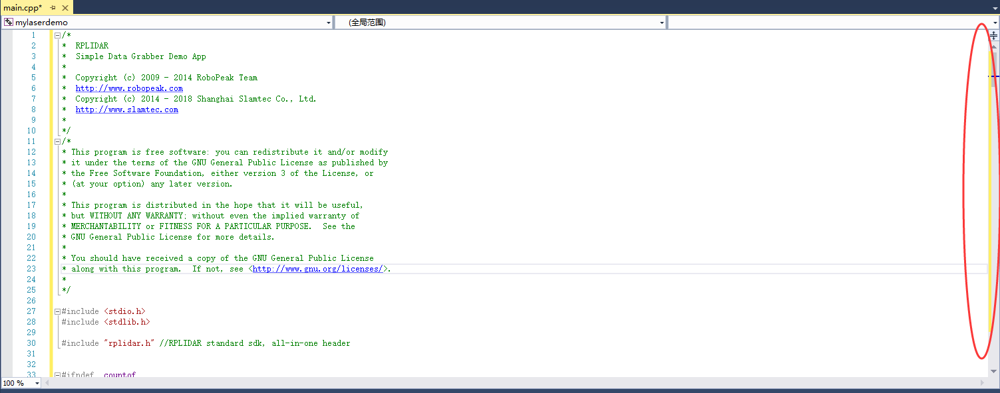 main.cpp*
mylaserdemo (全局范围)
1 /*
2 * RPLIDAR
3 * Simple Data Grabber Demo App
4 *
5 * Copyright (c) 2009 - 2014 RoboPeak Team
6 * http://www.robopeak.com
7 * Copyright (c) 2014 - 2018 Shanghai Slamtec Co., Ltd.
8 * http://www.slamtec.com
9 *
10 */
11 /*
12 * This program is free software: you can redistribute it and/or modify
13 * it under the terms of the GNU General Public License as published by
14 * the Free Software Foundation, either version 3 of the License, or
15 * (at your option) any later version.
16 *
17 * This program is distributed in the hope that it will be useful,
18 * but WITHOUT ANY WARRANTY; without even the implied warranty of
19 * MERCHANTABILITY or FITNESS FOR A PARTICULAR PURPOSE.  See the
20 * GNU General Public License for more details.
21 *
22 * You should have received a copy of the GNU General Public License
23 * along with this program.  If not, see <http://www.gnu.org/licenses/>.
24 *
25 */
26
27 #include <stdio.h>
28 #include <stdlib.h>
29
30 #include "rplidar.h" //RPLIDAR standard sdk, all-in-one header
31
32
33 #ifndef _countof
100 %